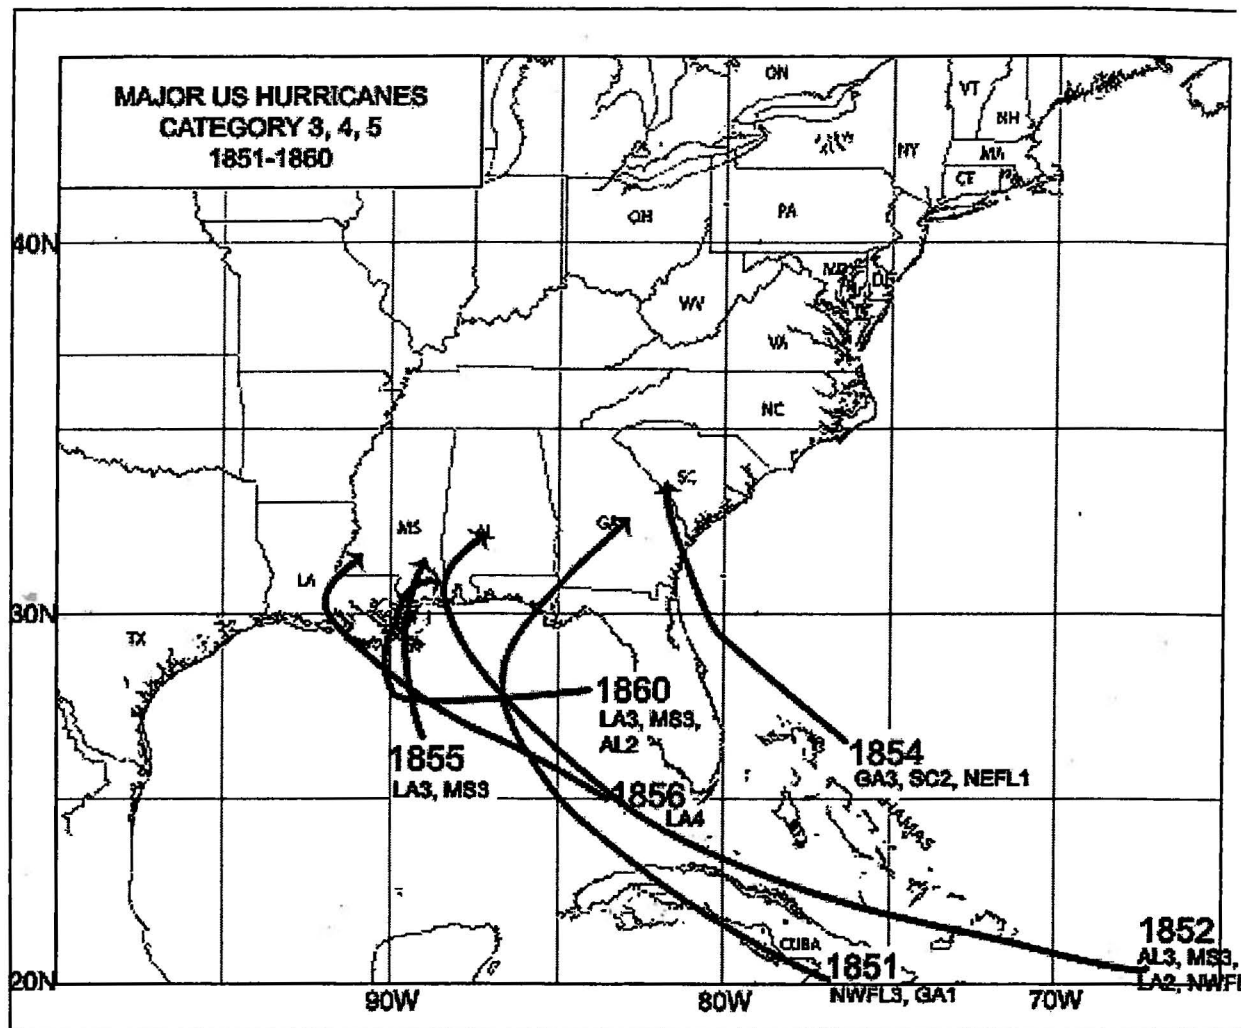 MAJOR US HURRICANES
CATEGORY 3, 4, 5
1851-1860
ON
VT
NH
NY
MA
CT
OH
PA
40N
MD
WV
VA
NC
SC
MS
AL
GA
LA
30N
TX
1860
LA3, MS3,
AL2
1855
LA3, MS3
1854
GA3, SC2, NEFL1
1856
LA4
CUBA
1852
AL3, MS3,
LA2, NWFL
1851
NWFL3, GA1
20N
90W
80W
70W